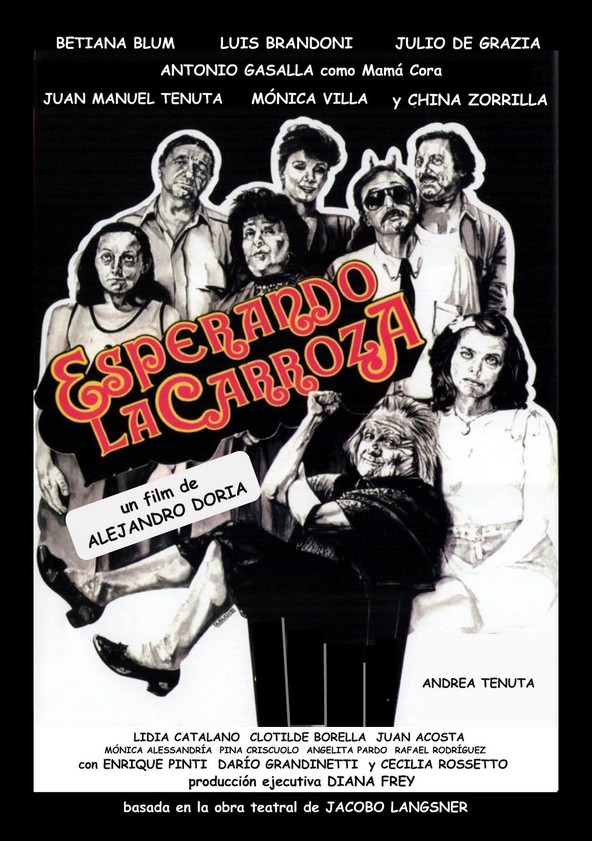 BETIANA BLUM LUIS BRANDONI JULIO DE GRAZIA
ANTONIO GASALLA como Mamá Cora
JUAN MANUEL TENUTA MÓNICA VILLA y CHINA ZORRILLA
ESPERANDO
LA CARROZA
un film de
ALEJANDRO DORIA
ANDREA TENUTA
LIDIA CATALANO CLOTILDE BORELLA JUAN ACOSTA
MÓNICA ALESSANDRÍA PINA CRISCUOLO ANGELITA PARDO RAFAEL RODRÍGUEZ
con ENRIQUE PINTI DARÍO GRANDINETTI y CECILIA ROSSETTO
producción ejecutiva DIANA FREY
basada en la obra teatral de JACOBO LANGSNER